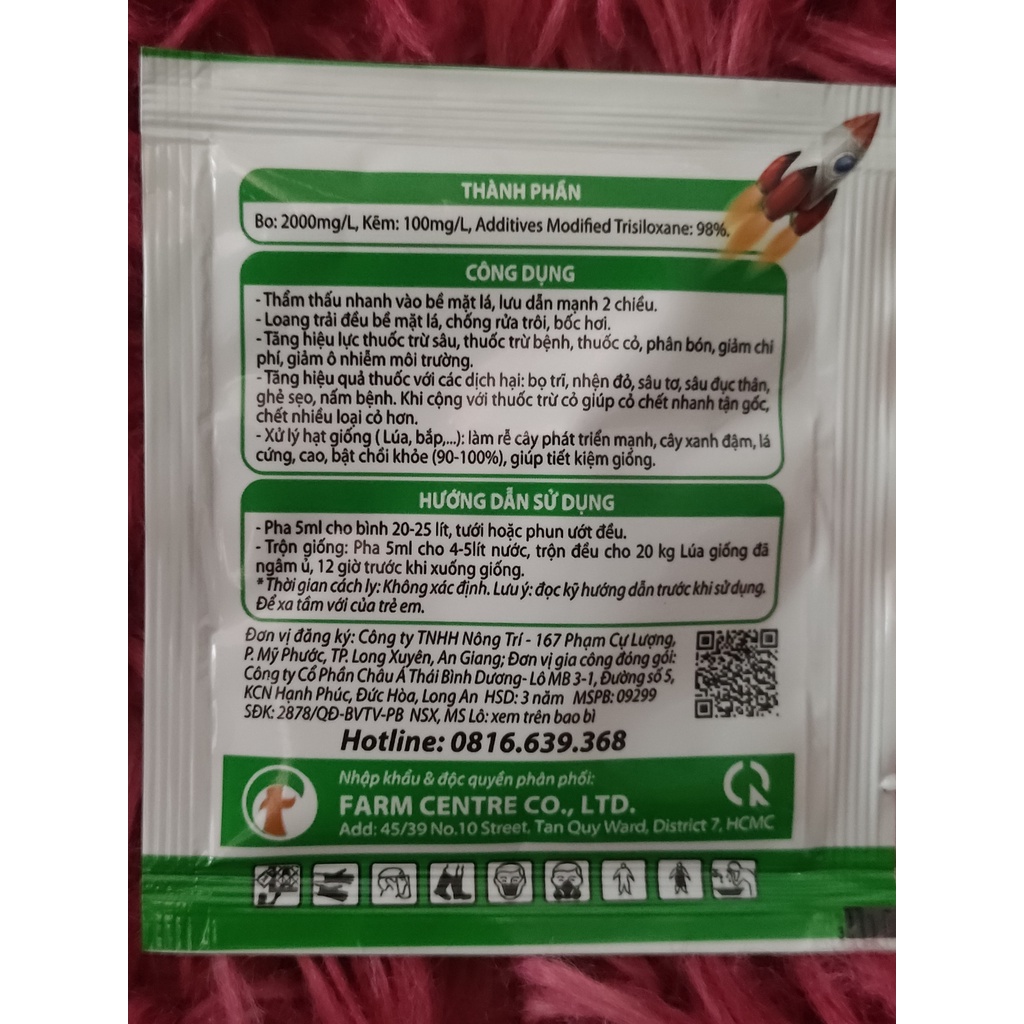 THÀNH PHẦN
Bo: 2000mg/L, Kẽm: 100mg/L, Additives Modified Trisiloxane: 98%.
CÔNG DỤNG
- Thẩm thấu nhanh vào bề mặt lá, lưu dẫn mạnh 2 chiều.
- Loang trải đều bề mặt lá, chống rửa trôi, bốc hơi.
- Tăng hiệu lực thuốc trừ sâu, thuốc trừ bệnh, thuốc cỏ, phân bón, giảm chi
phí, giảm ô nhiễm môi trường.
- Tăng hiệu quả thuốc với các dịch hại: bọ trĩ, nhện đỏ, sâu tơ, sâu đục thân,
ghẻ sẹo, nấm bệnh. Khi cộng với thuốc trừ cỏ giúp cỏ chết nhanh tận gốc,
chết nhiều loại cỏ hơn.
- Xử lý hạt giống ( Lúa, bắp,...): làm rễ cây phát triển mạnh, cây xanh đậm, lá
cứng, cao, bật chồi khỏe (90-100%), giúp tiết kiệm giống.
HƯỚNG DẪN SỬ DỤNG
- Pha 5ml cho bình 20-25 lít, tưới hoặc phun ướt đều.
- Trộn giống: Pha 5ml cho 4-5lít nước, trộn đều cho 20 kg Lúa giống đã
ngâm ủ, 12 giờ trước khi xuống giống.
* Thời gian cách ly: Không xác định. Lưu ý: đọc kỹ hướng dẫn trước khi sử dụng.
Để xa tầm với của trẻ em.
Đơn vị đăng ký: Công ty TNHH Nông Trí - 167 Phạm Cự Lượng,
P. Mỹ Phước, TP. Long Xuyên, An Giang; Đơn vị gia công đóng gói:
Công ty Cổ Phần Châu Á Thái Bình Dương- Lô MB 3-1, Đường số 5,
KCN Hạnh Phúc, Đức Hòa, Long An HSD: 3 năm MSPB: 09299
SĐK: 2878/QĐ-BVTV-PB NSX, MS Lô: xem trên bao bì
Hotline: 0816.639.368
Nhập khẩu & độc quyền phân phối:
FARM CENTRE CO., LTD.
Add: 45/39 No.10 Street, Tan Quy Ward, District 7, HCMC